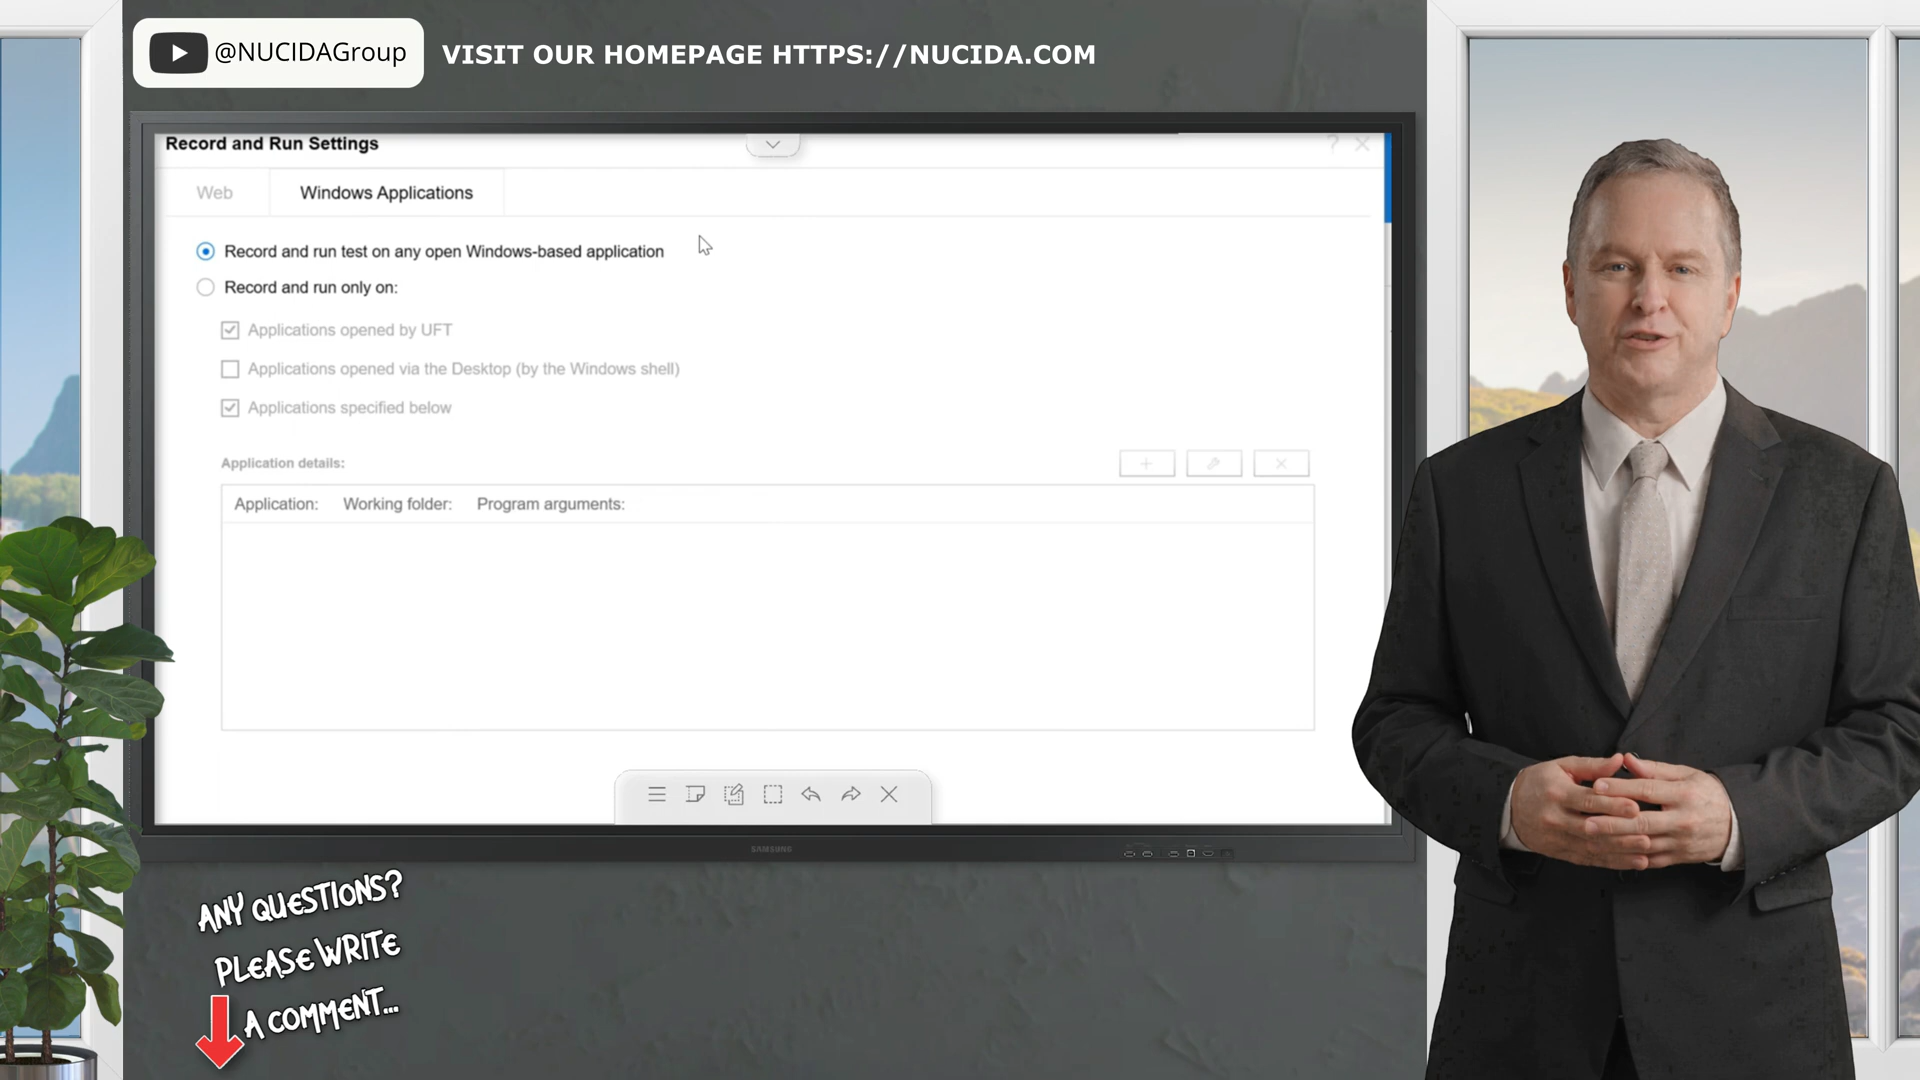 @NUCIDAGroup
VISIT OUR HOMEPAGE HTTPS://NUCIDA.COM
Record and Run Settings
?
Web
Windows Applications
Record and run test on any open Windows-based application
Record and run only on:
Applications opened by UFT
Applications opened via the Desktop (by the Windows shell)
Applications specified below
Application details:
Application: Working folder: Program arguments:
SAMSUNG
ANY QUESTIONS?
PLEASE WRITE
A COMMENT...